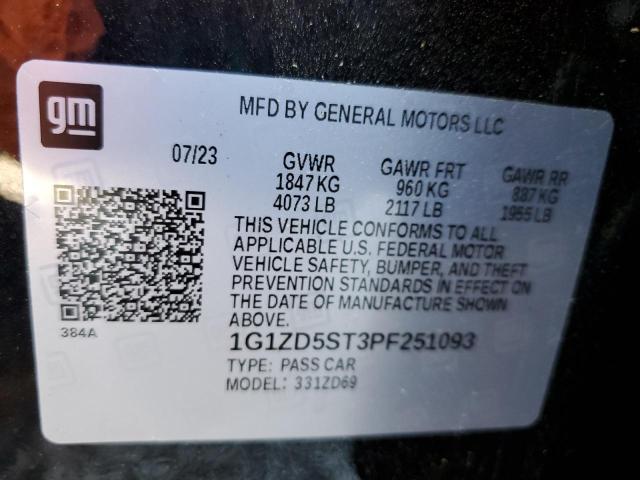 gm
MFD BY GENERAL MOTORS LLC
07/23 GVWR GAWR FRT GAWR RR
1847 KG 960 KG 887 KG
4073 LB 2117 LB 1955 LB
THIS VEHICLE CONFORMS TO ALL
APPLICABLE U.S. FEDERAL MOTOR
VEHICLE SAFETY, BUMPER, AND THEFT
PREVENTION STANDARDS IN EFFECT ON
THE DATE OF MANUFACTURE SHOWN
ABOVE.
384A
1G1ZD5ST3PF251093
TYPE: PASS CAR
MODEL: 331ZD69